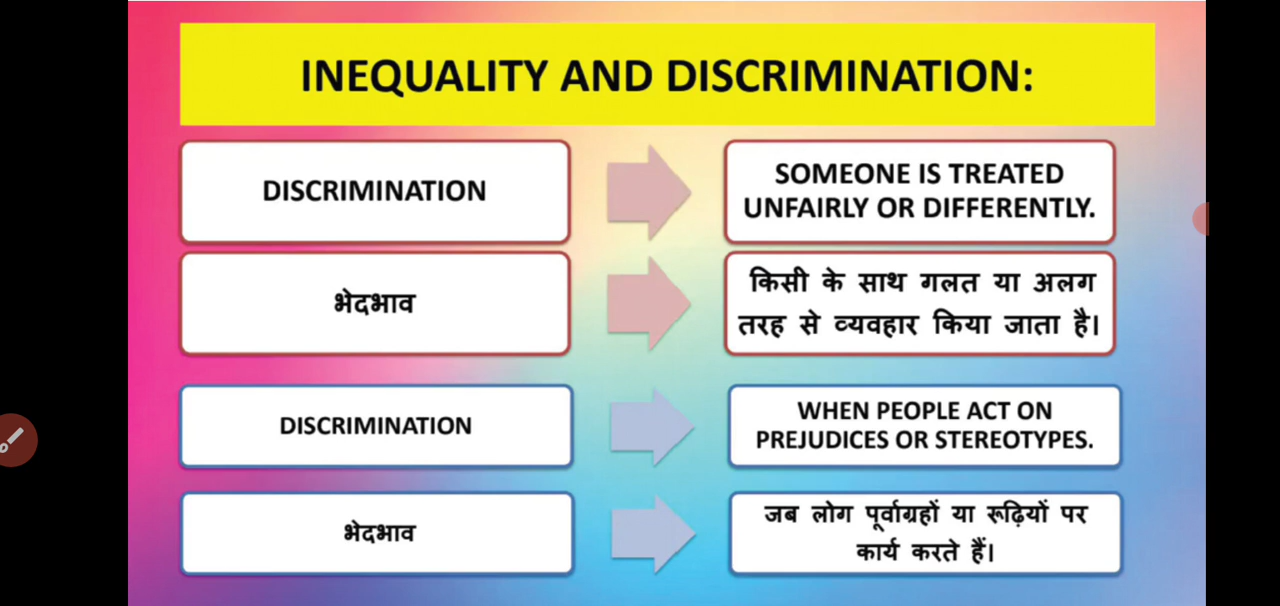 INEQUALITY AND DISCRIMINATION:
DISCRIMINATION
SOMEONE IS TREATED
UNFAIRLY OR DIFFERENTLY.
भेदभाव
किसी के साथ गलत या अलग
तरह से व्यवहार किया जाता है।
DISCRIMINATION
WHEN PEOPLE ACT ON
PREJUDICES OR STEREOTYPES.
भेदभाव
जब लोग पूर्वाग्रहों या रूढ़ियों पर
कार्य करते हैं।